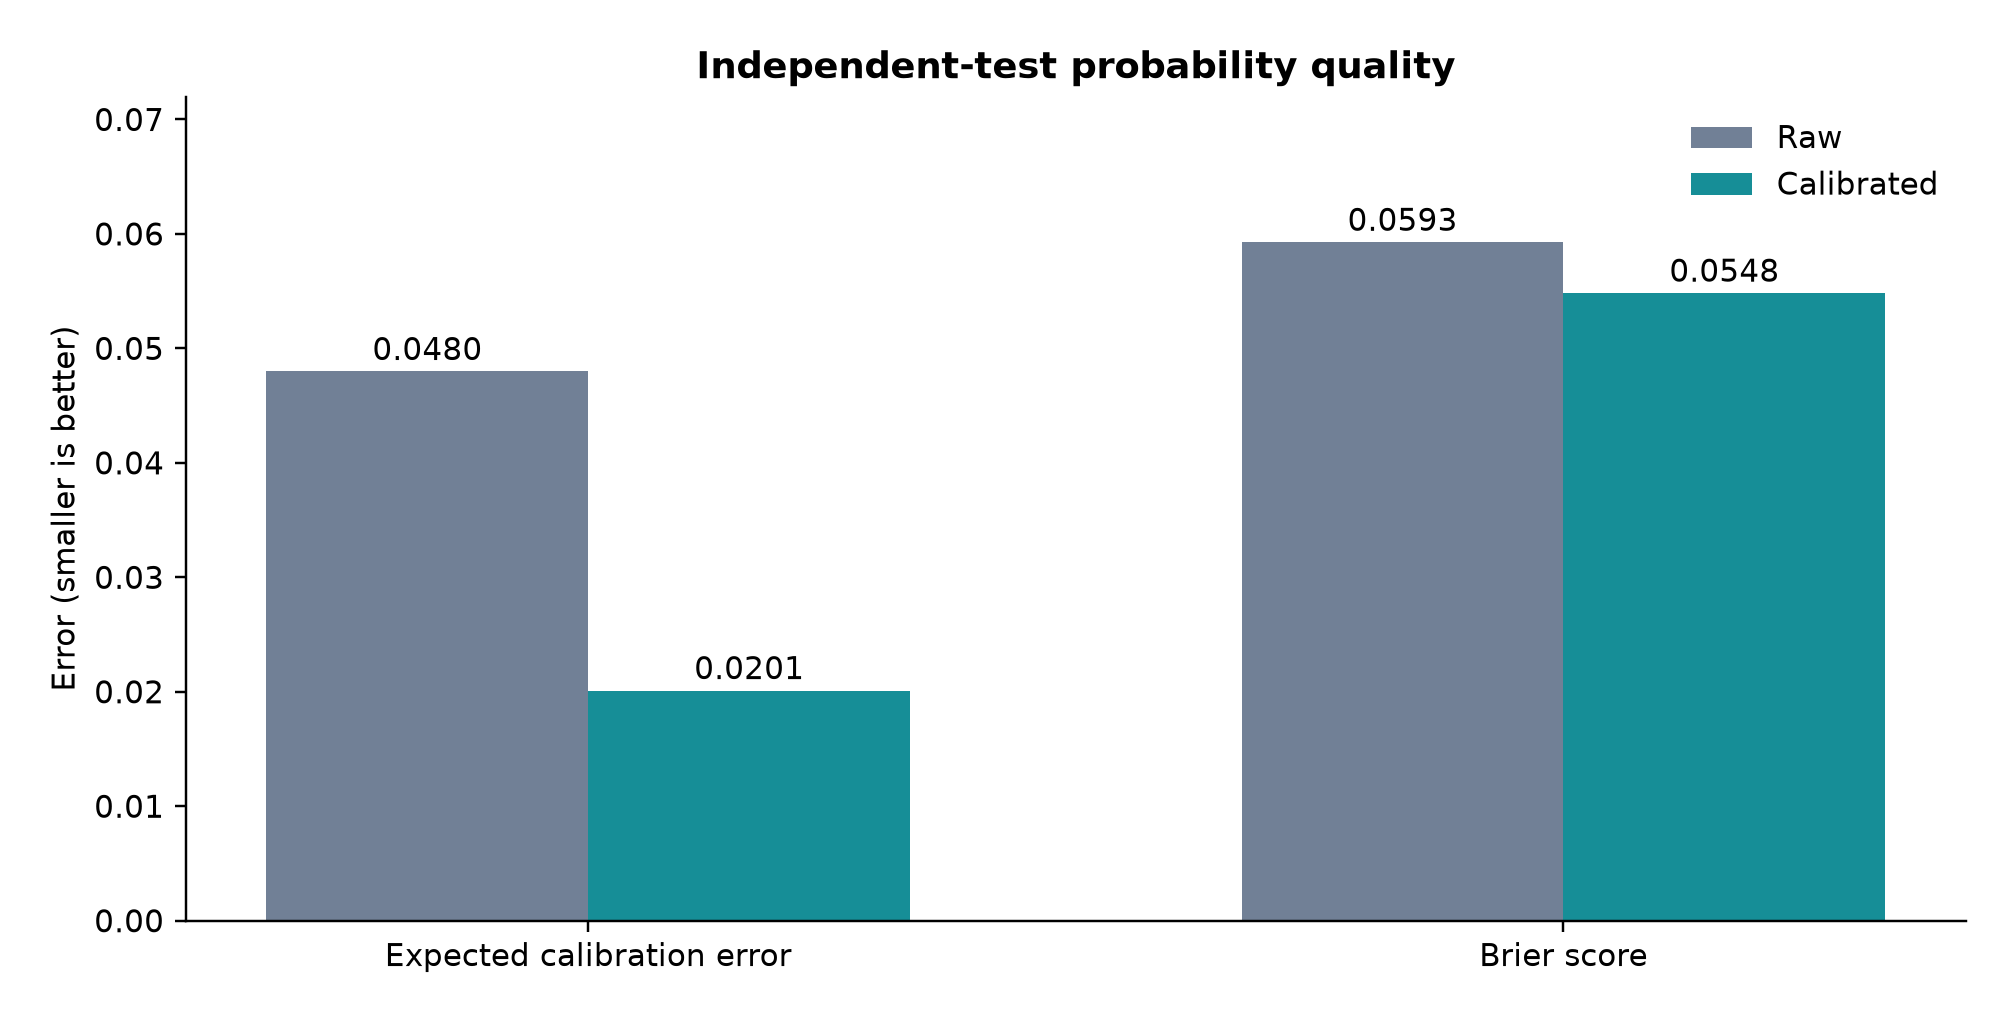 Independent-test probability quality
Raw
Calibrated
Error (smaller is better)
0.07
0.06
0.05
0.04
0.03
0.02
0.01
0.00
0.0480
0.0201
0.0593
0.0548
Expected calibration error
Brier score